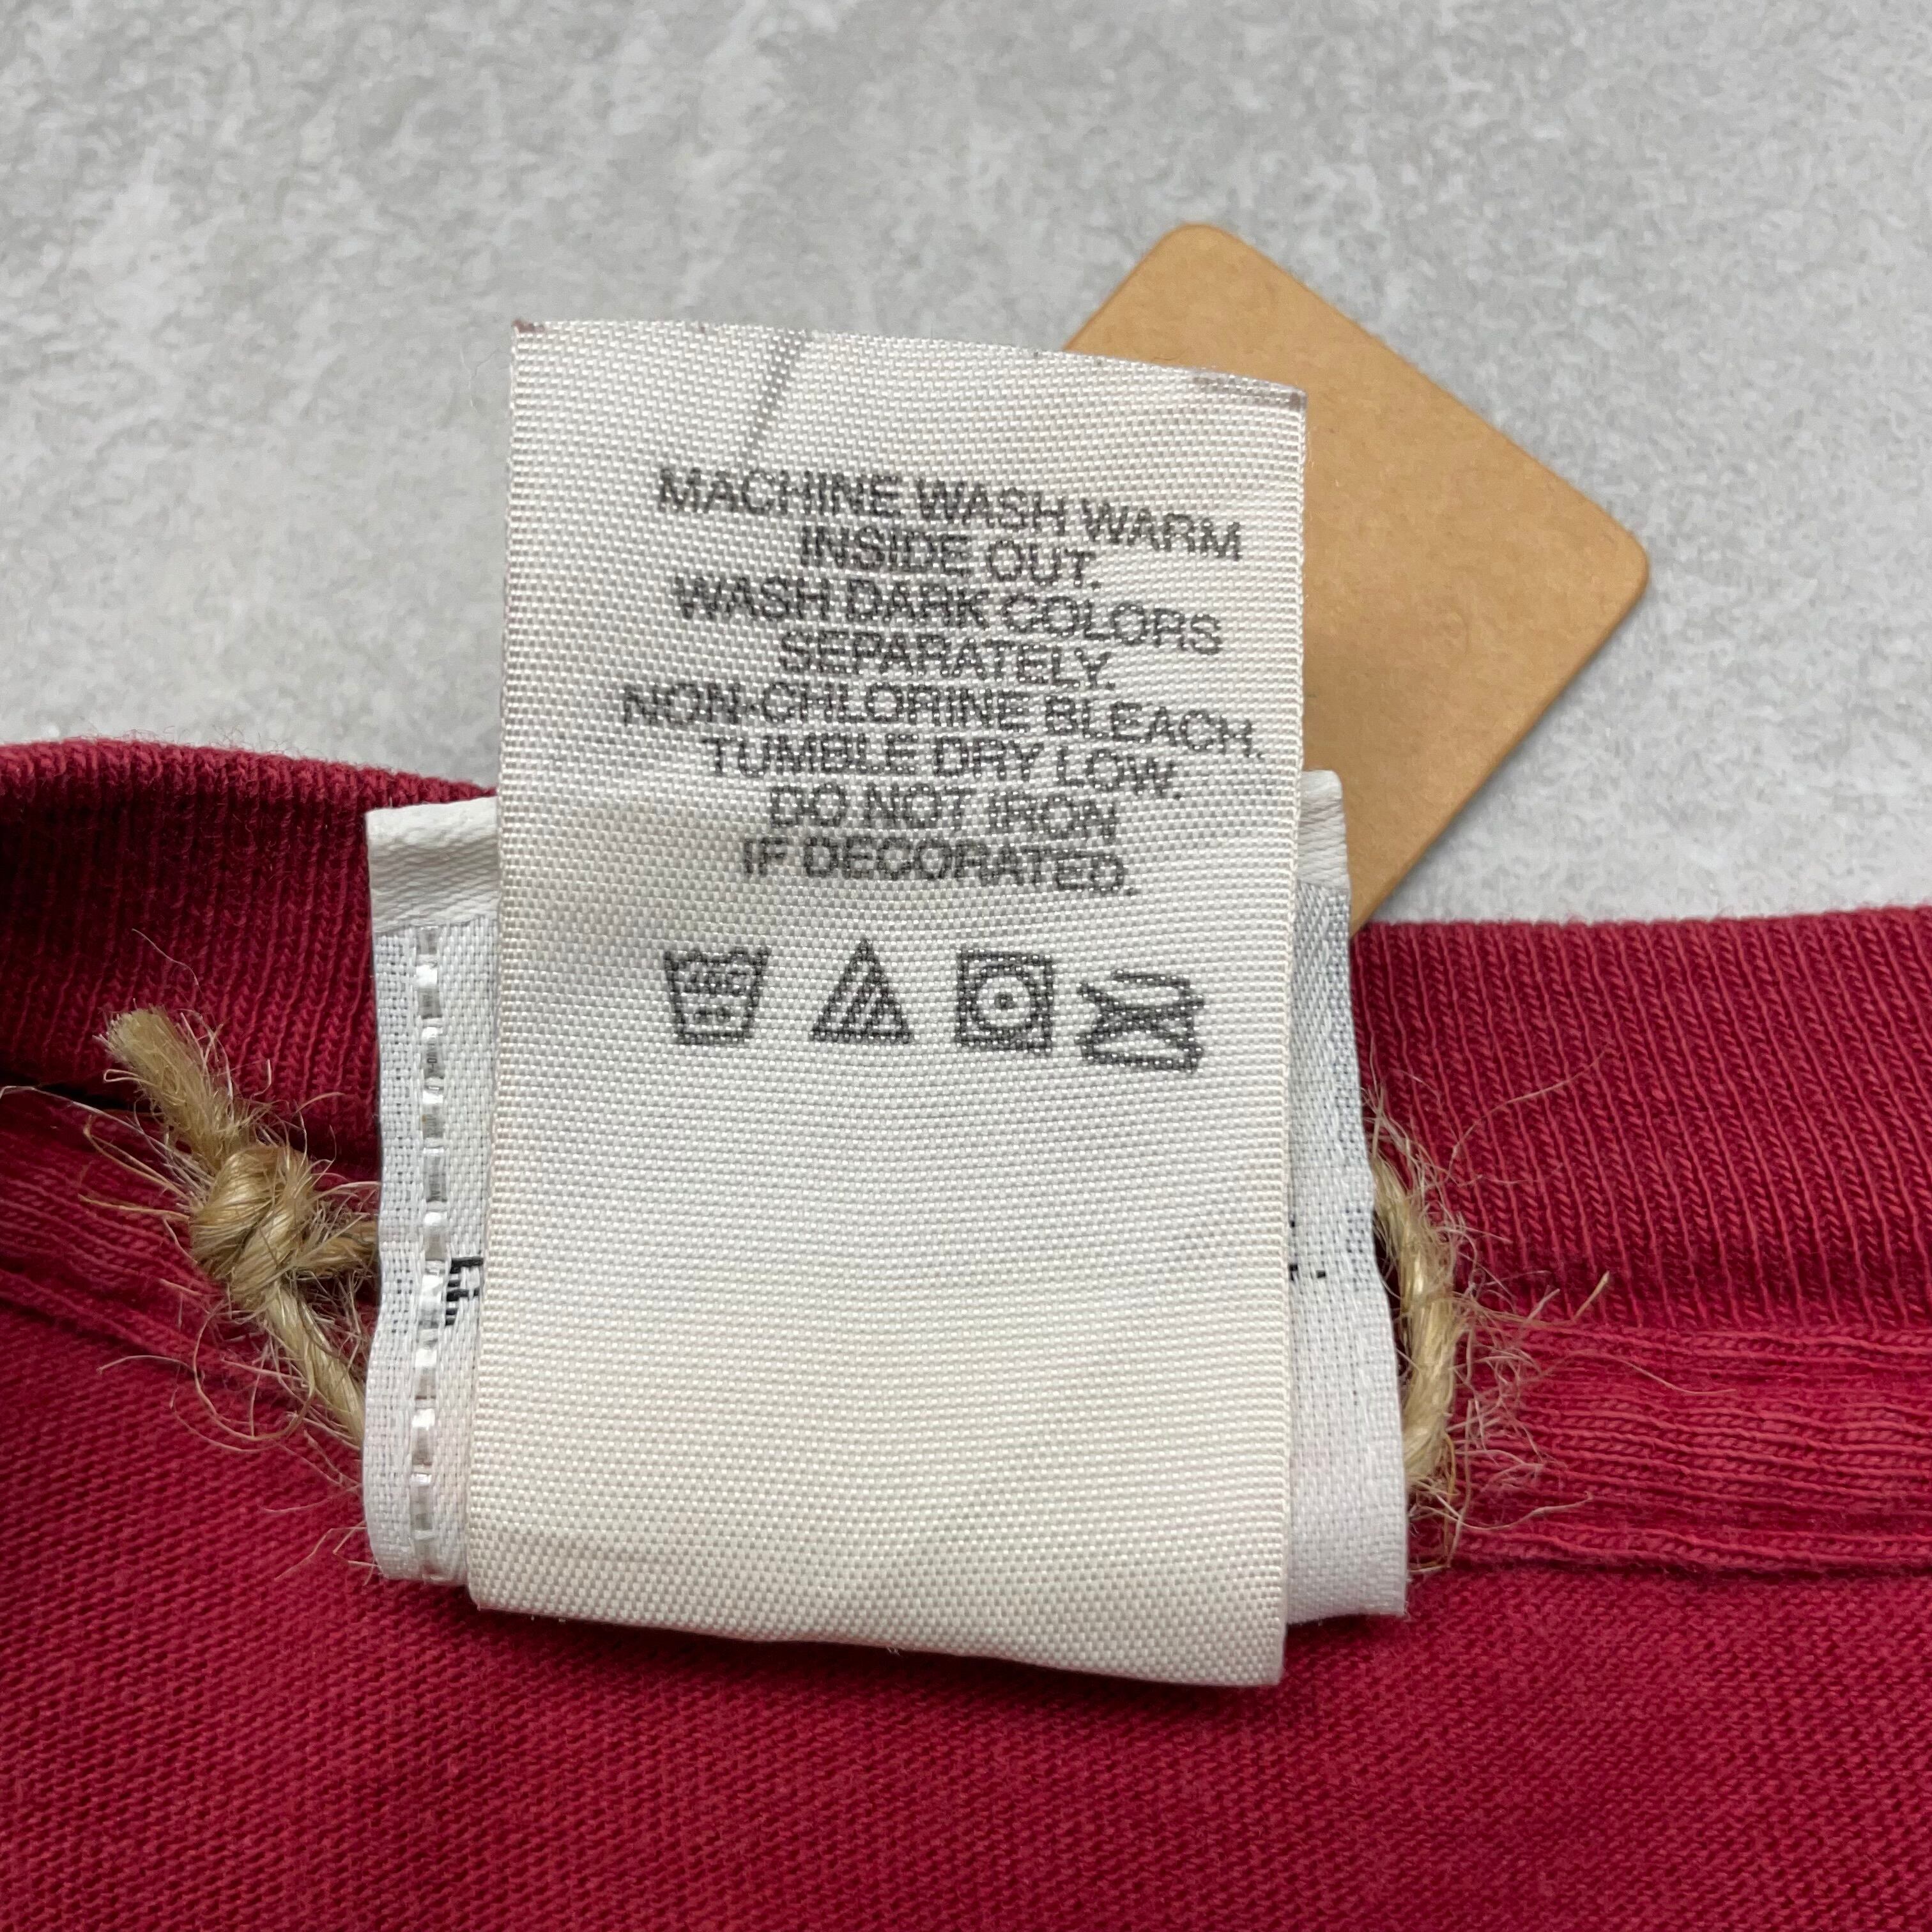 MACHINE WASH WARM
INSIDE OUT.
WASH DARK COLORS
SEPARATELY.
NON-CHLORINE BLEACH.
TUMBLE DRY LOW
DO NOT IRON
IF DECORATED.